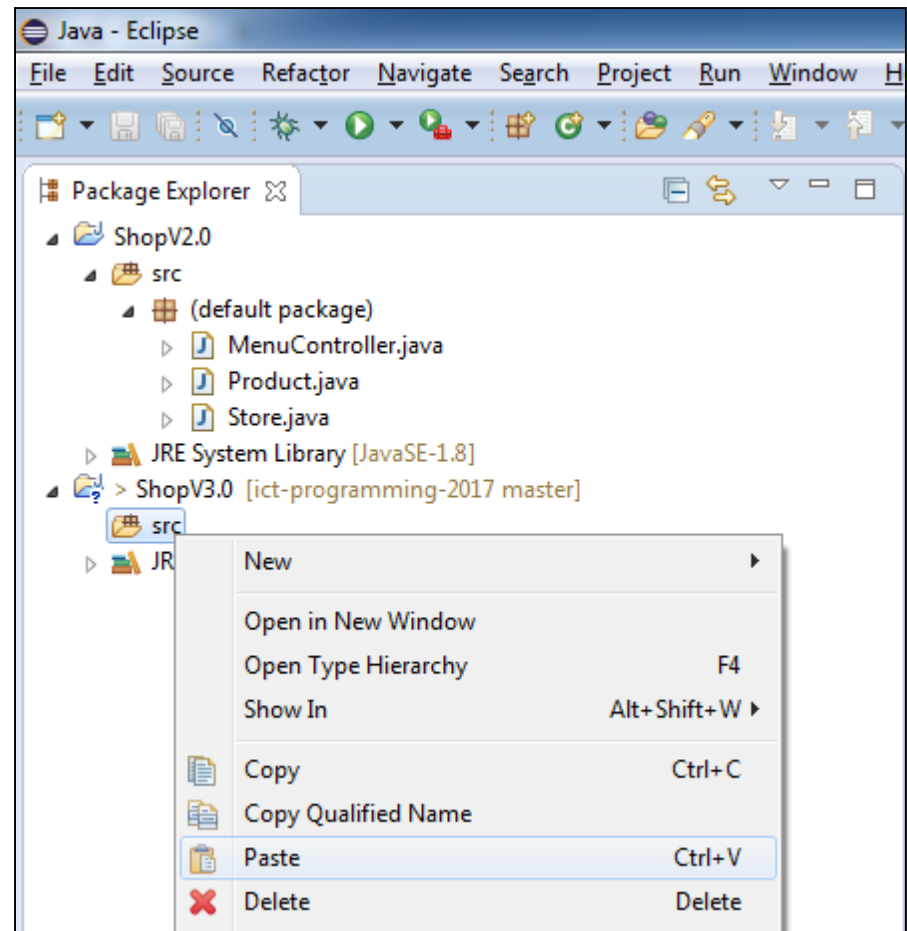 Java - Eclipse
File Edit Source Refactor Navigate Search Project Run Window H
Package Explorer
ShopV2.0
src
(default package)
MenuController.java
Product.java
Store.java
JRE System Library [JavaSE-1.8]
> ShopV3.0 [ict-programming-2017 master]
src
JR
New
Open in New Window
Open Type Hierarchy F4
Show In Alt+Shift+W
Copy Ctrl+C
Copy Qualified Name
Paste Ctrl+V
Delete Delete